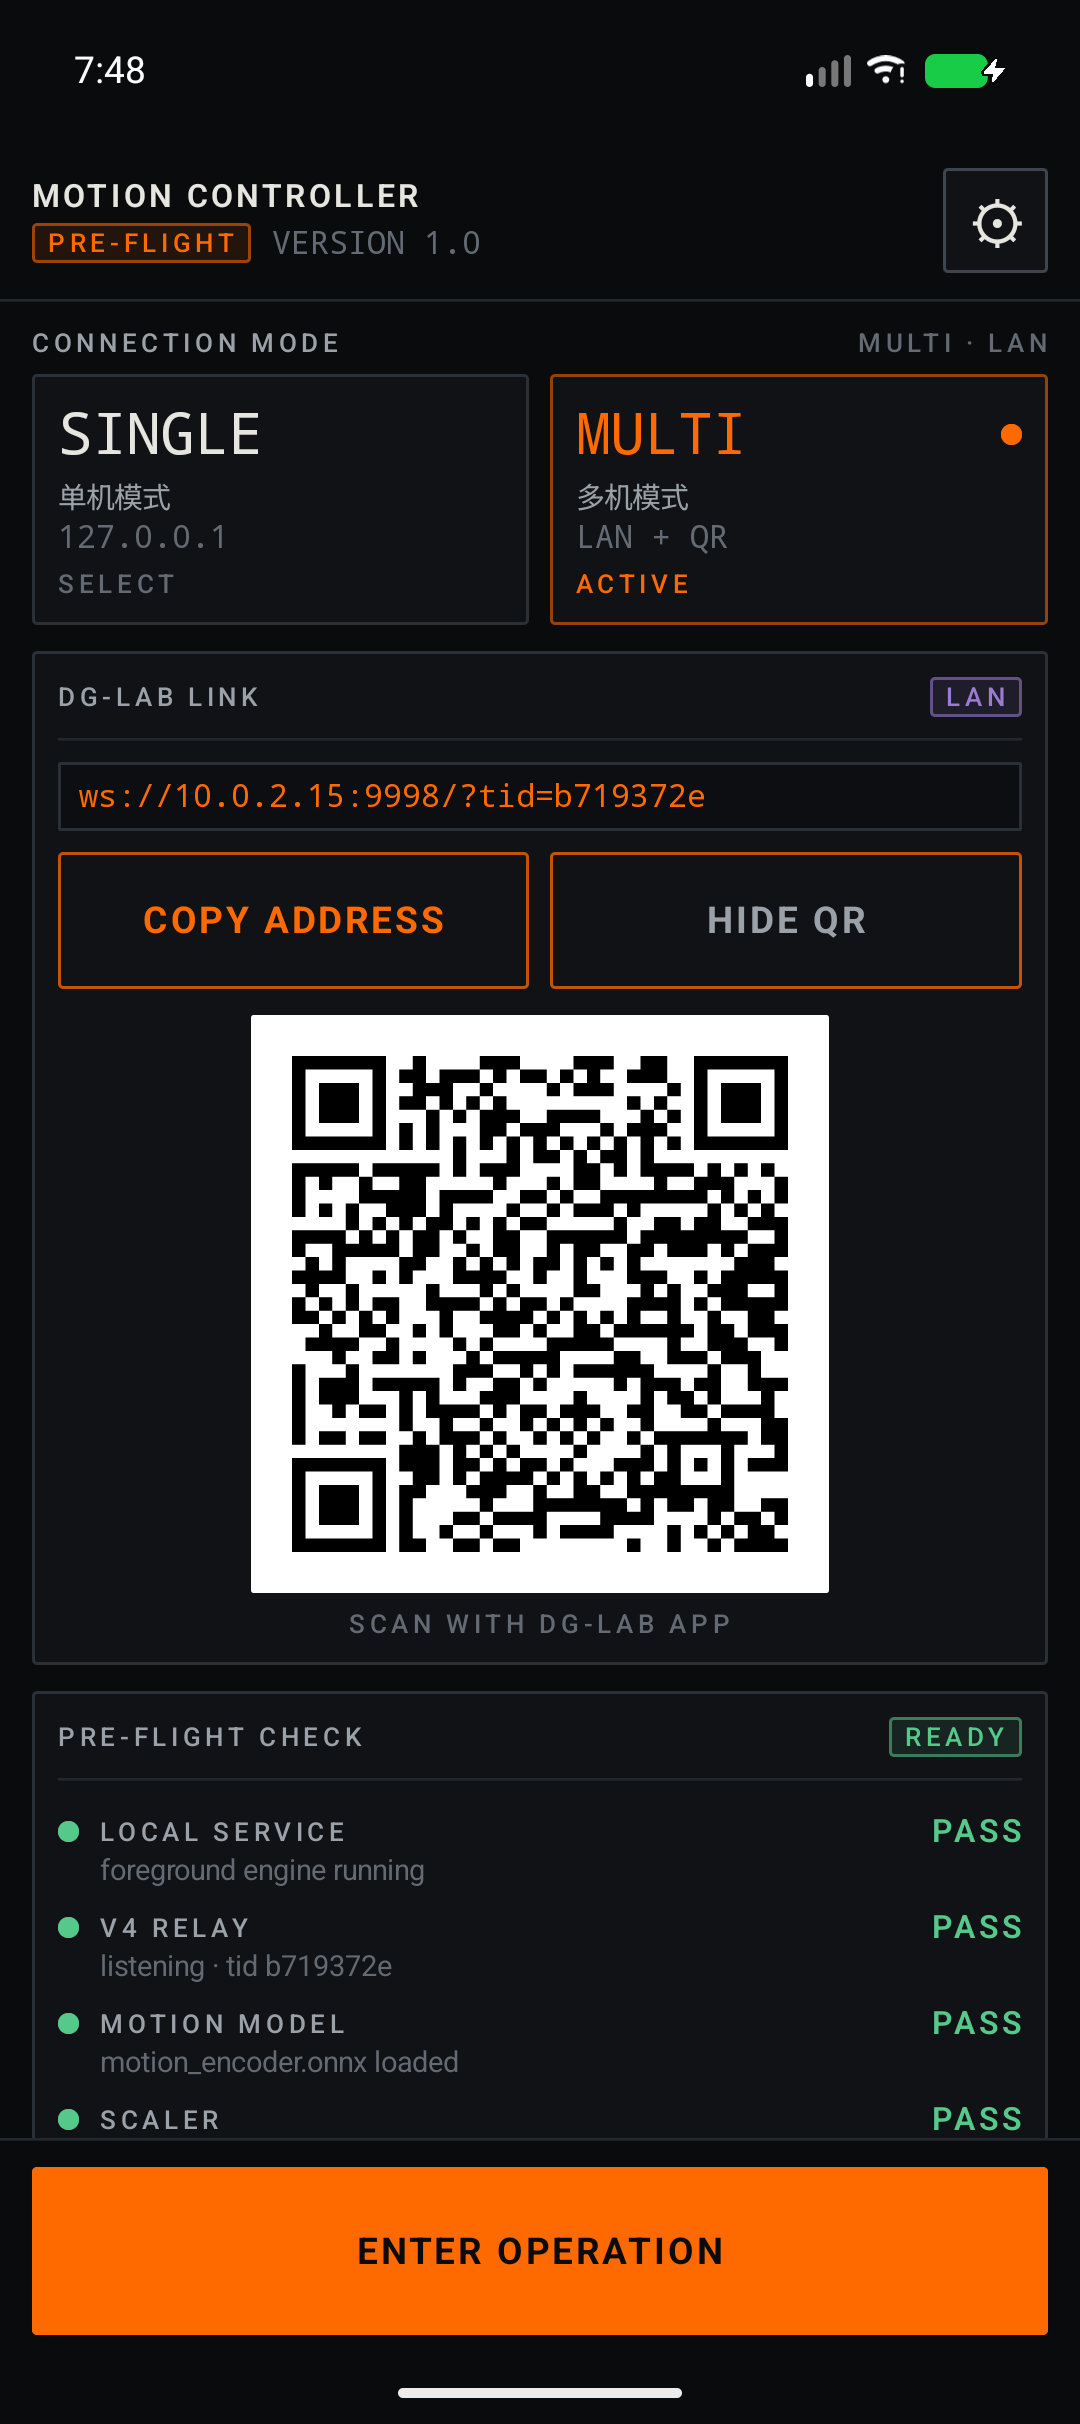 7:48
MOTION CONTROLLER
PRE-FLIGHT VERSION 1.0
CONNECTION MODE MULTI · LAN
SINGLE
单机模式
127.0.0.1
SELECT
MULTI
多机模式
LAN + QR
ACTIVE
DG-LAB LINK LAN
ws://10.0.2.15:9998/?tid=b719372e
COPY ADDRESS HIDE QR
SCAN WITH DG-LAB APP
PRE-FLIGHT CHECK READY
LOCAL SERVICE PASS
foreground engine running
V4 RELAY PASS
listening · tid b719372e
MOTION MODEL PASS
motion_encoder.onnx loaded
SCALER PASS
ENTER OPERATION